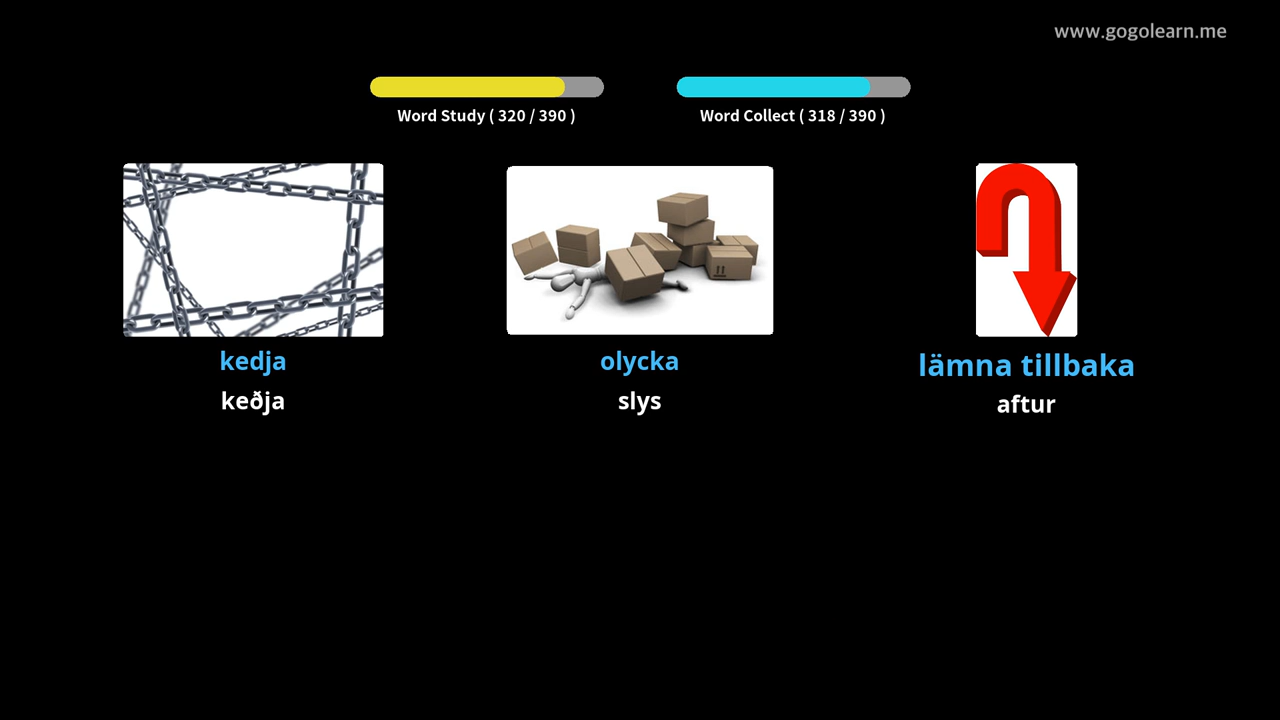 www.gogolearn.me
Word Study ( 320 / 390 )
Word Collect ( 318 / 390 )
kedja
keðja
olycka
slys
lämna tillbaka
aftur